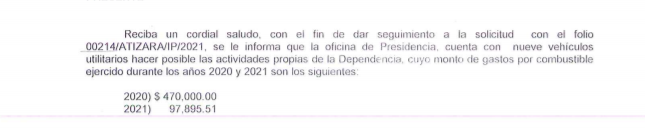 Reciba un cordial saludo, con el fin de dar seguimiento a la solicitud con el folio
00214/ATIZARA/IP/2021, se le informa que la oficina de Presidencia, cuenta con nueve vehículos
utilitarios hacer posible las actividades propias de la Dependencia, cuyo monto de gastos por combustible
ejercido durante los años 2020 y 2021 son los siguientes:
2020) $ 470,000.00
2021) 97,895.51